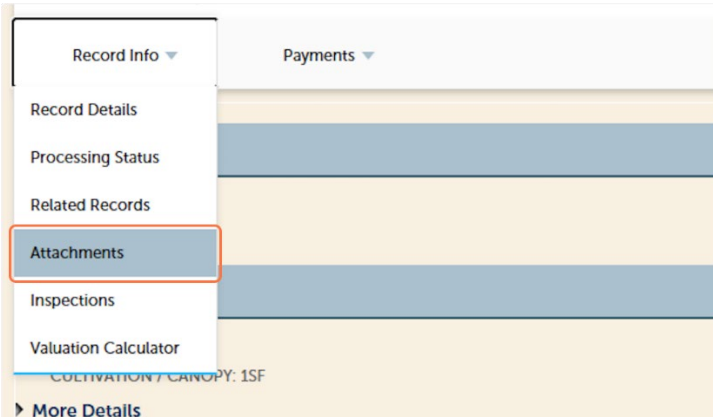 Record Info Payments
Record Details
Processing Status
Related Records
Attachments
Inspections
Valuation Calculator
CULTIVATION / CANOPY: 1SF
More Details